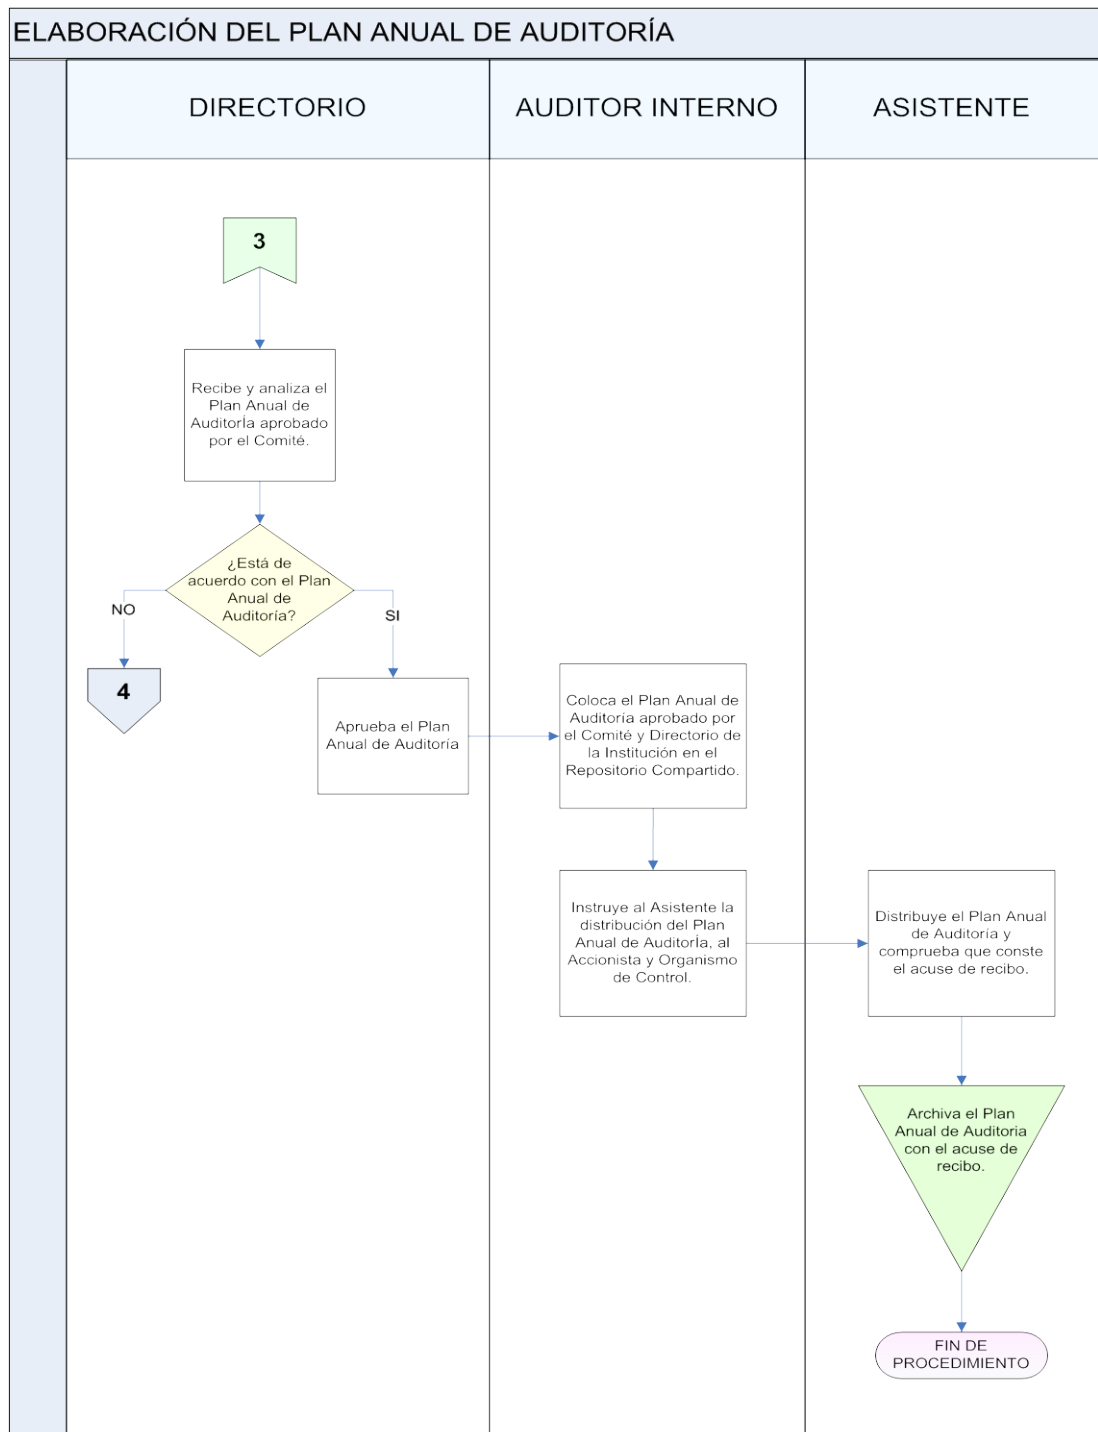 ELABORACIÓN DEL PLAN ANUAL DE AUDITORÍA
DIRECTORIO
AUDITOR INTERNO
ASISTENTE
3
Recibe y analiza el
Plan Anual de
AuditorÍa aprobado
por el Comité.
¿Está de
acuerdo con el Plan
Anual de
Auditoría?
NO
SI
4
Aprueba el Plan
Anual de Auditoría
Coloca el Plan Anual de
Auditoría aprobado por
el Comité y Directorio de
la Institución en el
Repositorio Compartido.
Instruye al Asistente la
distribución del Plan
Anual de AuditorÍa, al
Accionista y Organismo
de Control.
Distribuye el Plan Anual
de Auditoría y
comprueba que conste
el acuse de recibo.
Archiva el Plan
Anual de Auditoria
con el acuse de
recibo.
FIN DE
PROCEDIMIENTO